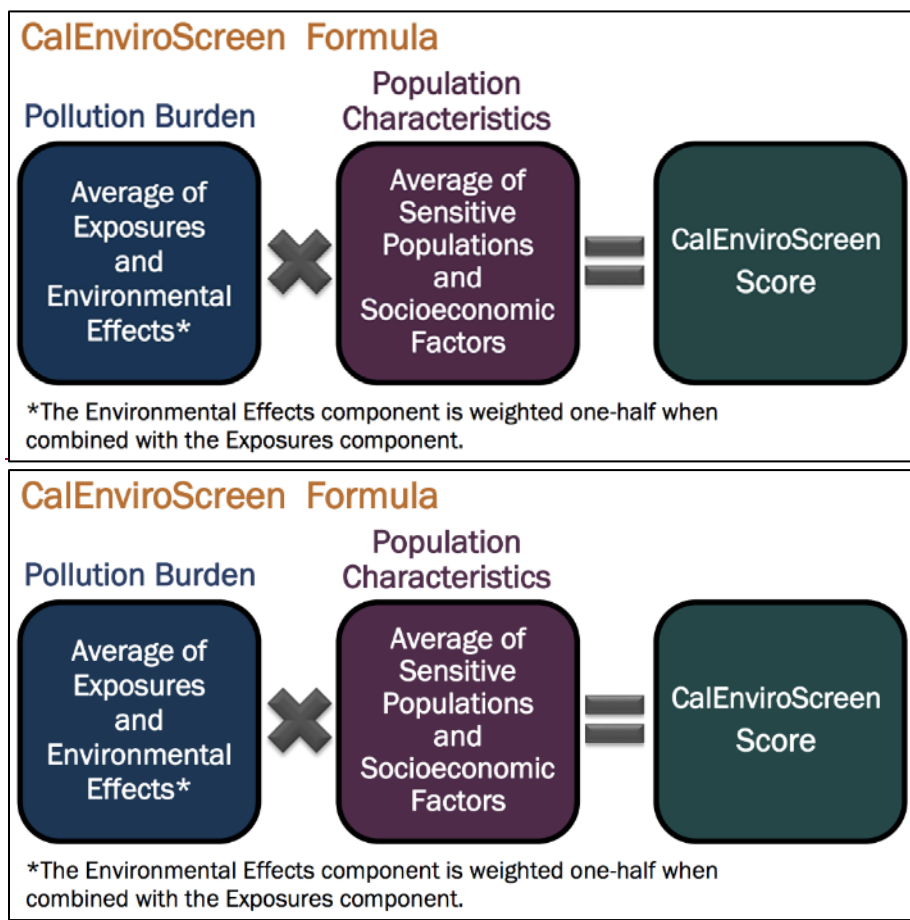 CalEnviroScreen Formula
Pollution Burden
Population
Characteristics
Average of
Exposures
and
Environmental
Effects*
Average of
Sensitive
Populations
and
Socioeconomic
Factors
CalEnviroScreen
Score
*The Environmental Effects component is weighted one-half when
combined with the Exposures component.
CalEnviroScreen Formula
Pollution Burden
Population
Characteristics
Average of
Exposures
and
Environmental
Effects*
Average of
Sensitive
Populations
and
Socioeconomic
Factors
CalEnviroScreen
Score
*The Environmental Effects component is weighted one-half when
combined with the Exposures component.